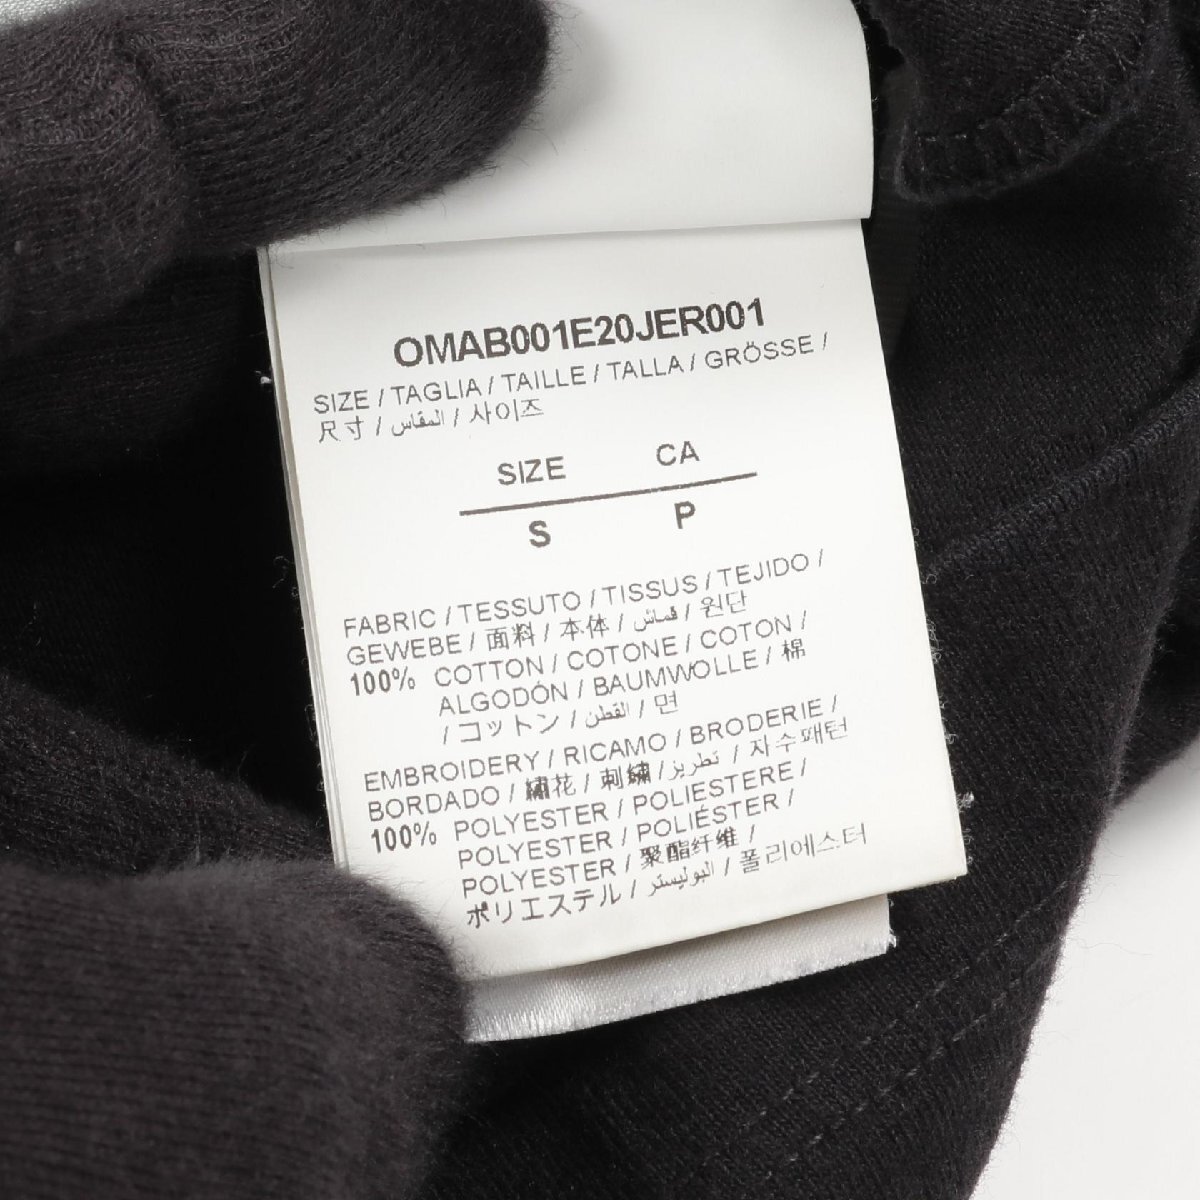 OMAB001E20JER001
SIZE / TAGLIA / TAILLE / TALLA / GRÖSSE /
尺寸 / المقاس / 사이즈
SIZE CA
S P
FABRIC / TESSUTO / TISSUS / TEJIDO /
GEWEBE / 面料 / 本体 / قماش / 원단
100% COTTON / COTONE / COTON /
ALGODÓN / BAUMWOLLE / 棉
/ コットン / القطن / 면
EMBROIDERY / RICAMO / BRODERIE /
BORDADO / 繡花 / 刺繍 / تطريز / 자수패턴
100% POLYESTER / POLIESTERE /
POLYESTER / POLIÉSTER /
POLYESTER / 聚酯纤维 /
ポリエステル / البوليستر / 폴리에스터